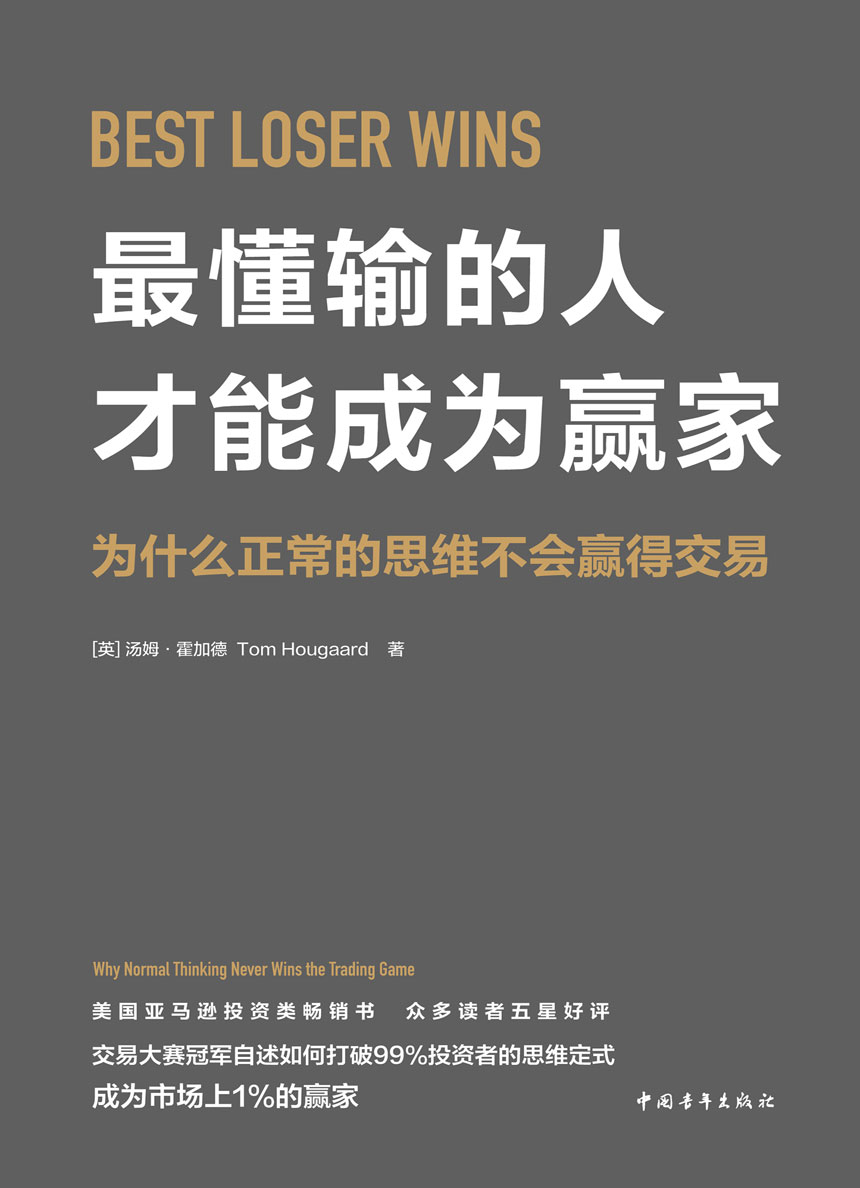 BEST LOSER WINS
最懂输的人
才能成为赢家
为什么正常的思维不会赢得交易
[英] 汤姆·霍加德 Tom Hougaard 著
Why Normal Thinking Never Wins the Trading Game
美国亚马逊投资类畅销书 众多读者五星好评
交易大赛冠军自述如何打破99%投资者的思维定式
成为市场上1%的赢家
中国青年出版社